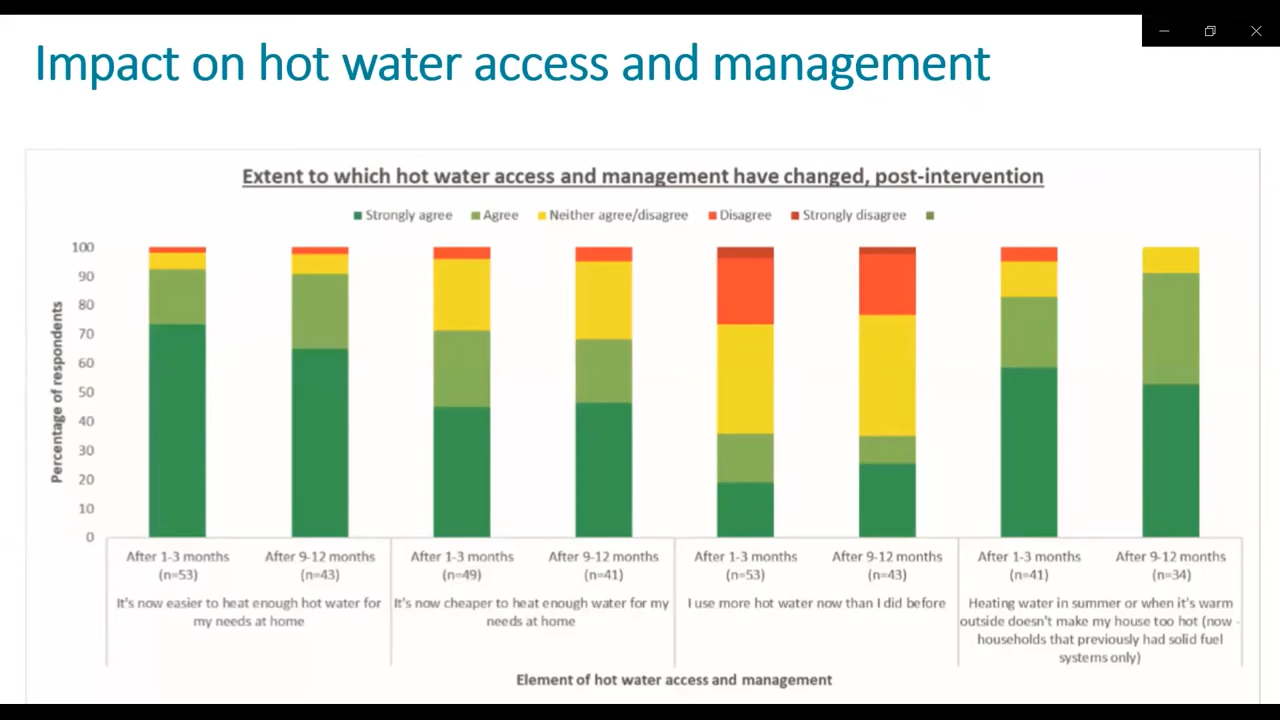 Impact on hot water access and management
Extent to which hot water access and management have changed, post-intervention
Strongly agree Agree Neither agree/disagree Disagree Strongly disagree
Percentage of respondents
100
90
80
70
60
50
40
30
20
10
0
After 1-3 months After 9-12 months After 1-3 months After 9-12 months After 1-3 months After 9-12 months After 1-3 months After 9-12 months
(n=53) (n=43) (n=49) (n=41) (n=53) (n=43) (n=41) (n=34)
It's now easier to heat enough hot water for
my needs at home
It's now cheaper to heat enough water for my
needs at home
I use more hot water now than I did before
Heating water in summer or when it's warm
outside doesn't make my house too hot (now -
households that previously had solid fuel
systems only)
Element of hot water access and management